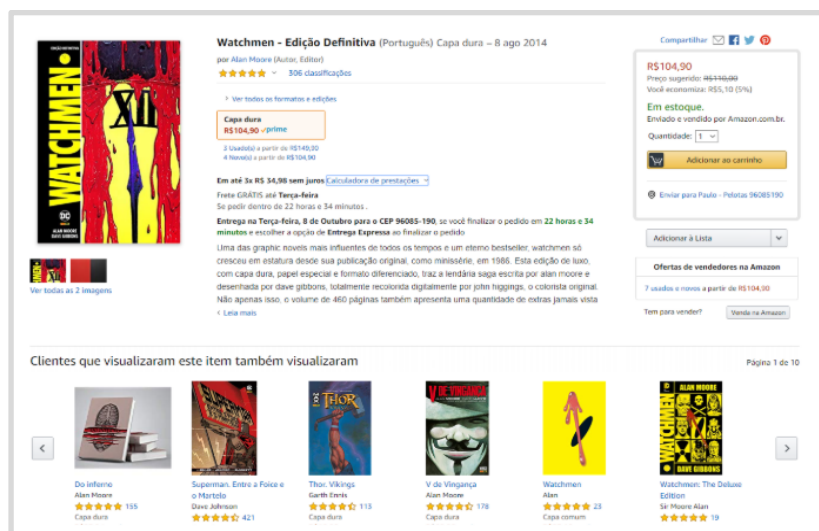 Watchmen - Edição Definitiva (Português) Capa dura – 8 ago 2014
por Alan Moore (Autor, Editor)
306 classificações
Ver todos os formatos e edições
Capa dura
R$104,90 prime
3 Usado(s) a partir de R$149,90
4 Novo(s) a partir de R$104,90
Em até 3x R$ 34,98 sem juros Calculadora de prestações
Frete GRÁTIS até Terça-feira
Se pedir dentro de 22 horas e 34 minutos .
Entrega na Terça-feira, 8 de Outubro para o CEP 96085-190, se você finalizar o pedido em 22 horas e 34
minutos e escolher a opção de Entrega Expressa ao finalizar o pedido
Uma das graphic novels mais influentes de todos os tempos e um eterno bestseller, watchmen só
cresceu em estatura desde sua publicação original, como minissérie, em 1986. Esta edição de luxo,
com capa dura, papel especial e formato diferenciado, traz a lendária saga escrita por alan moore e
desenhada por dave gibbons, totalmente recolorida digitalmente por john higgings, o colorista original.
Não apenas isso, o volume de 460 páginas também apresenta uma quantidade de extras jamais vista
Leia mais
WATCHMEN
XII
DC
ALAN MOORE
DAVE GIBBONS
Ver todas as 2 imagens
Compartilhar
R$104,90
Preço sugerido: R$110,00
Você economiza: R$5,10 (5%)
Em estoque.
Enviado e vendido por Amazon.com.br.
Quantidade: 1
Adicionar ao carrinho
Enviar para Paulo - Pelotas 96085190
Adicionar à Lista
Ofertas de vendedores na Amazon
7 usados e novos a partir de R$104,90
Tem para vender? Venda na Amazon
Clientes que visualizaram este item também visualizaram
Página 1 de 10
THOR
V DE VINGANÇA
ALAN MOORE
WATCHMEN
DAVE GIBBONS
Do inferno
Alan Moore
155
Capa dura
Superman. Entre a Foice e
o Martelo
Dave Johnson
421
Thor. Vikings
Garth Ennis
113
Capa dura
V de Vingança
Alan Moore
178
Capa dura
Watchmen
Alan
23
Capa comum
Watchmen: The Deluxe
Edition
Sir Moore Alan
19